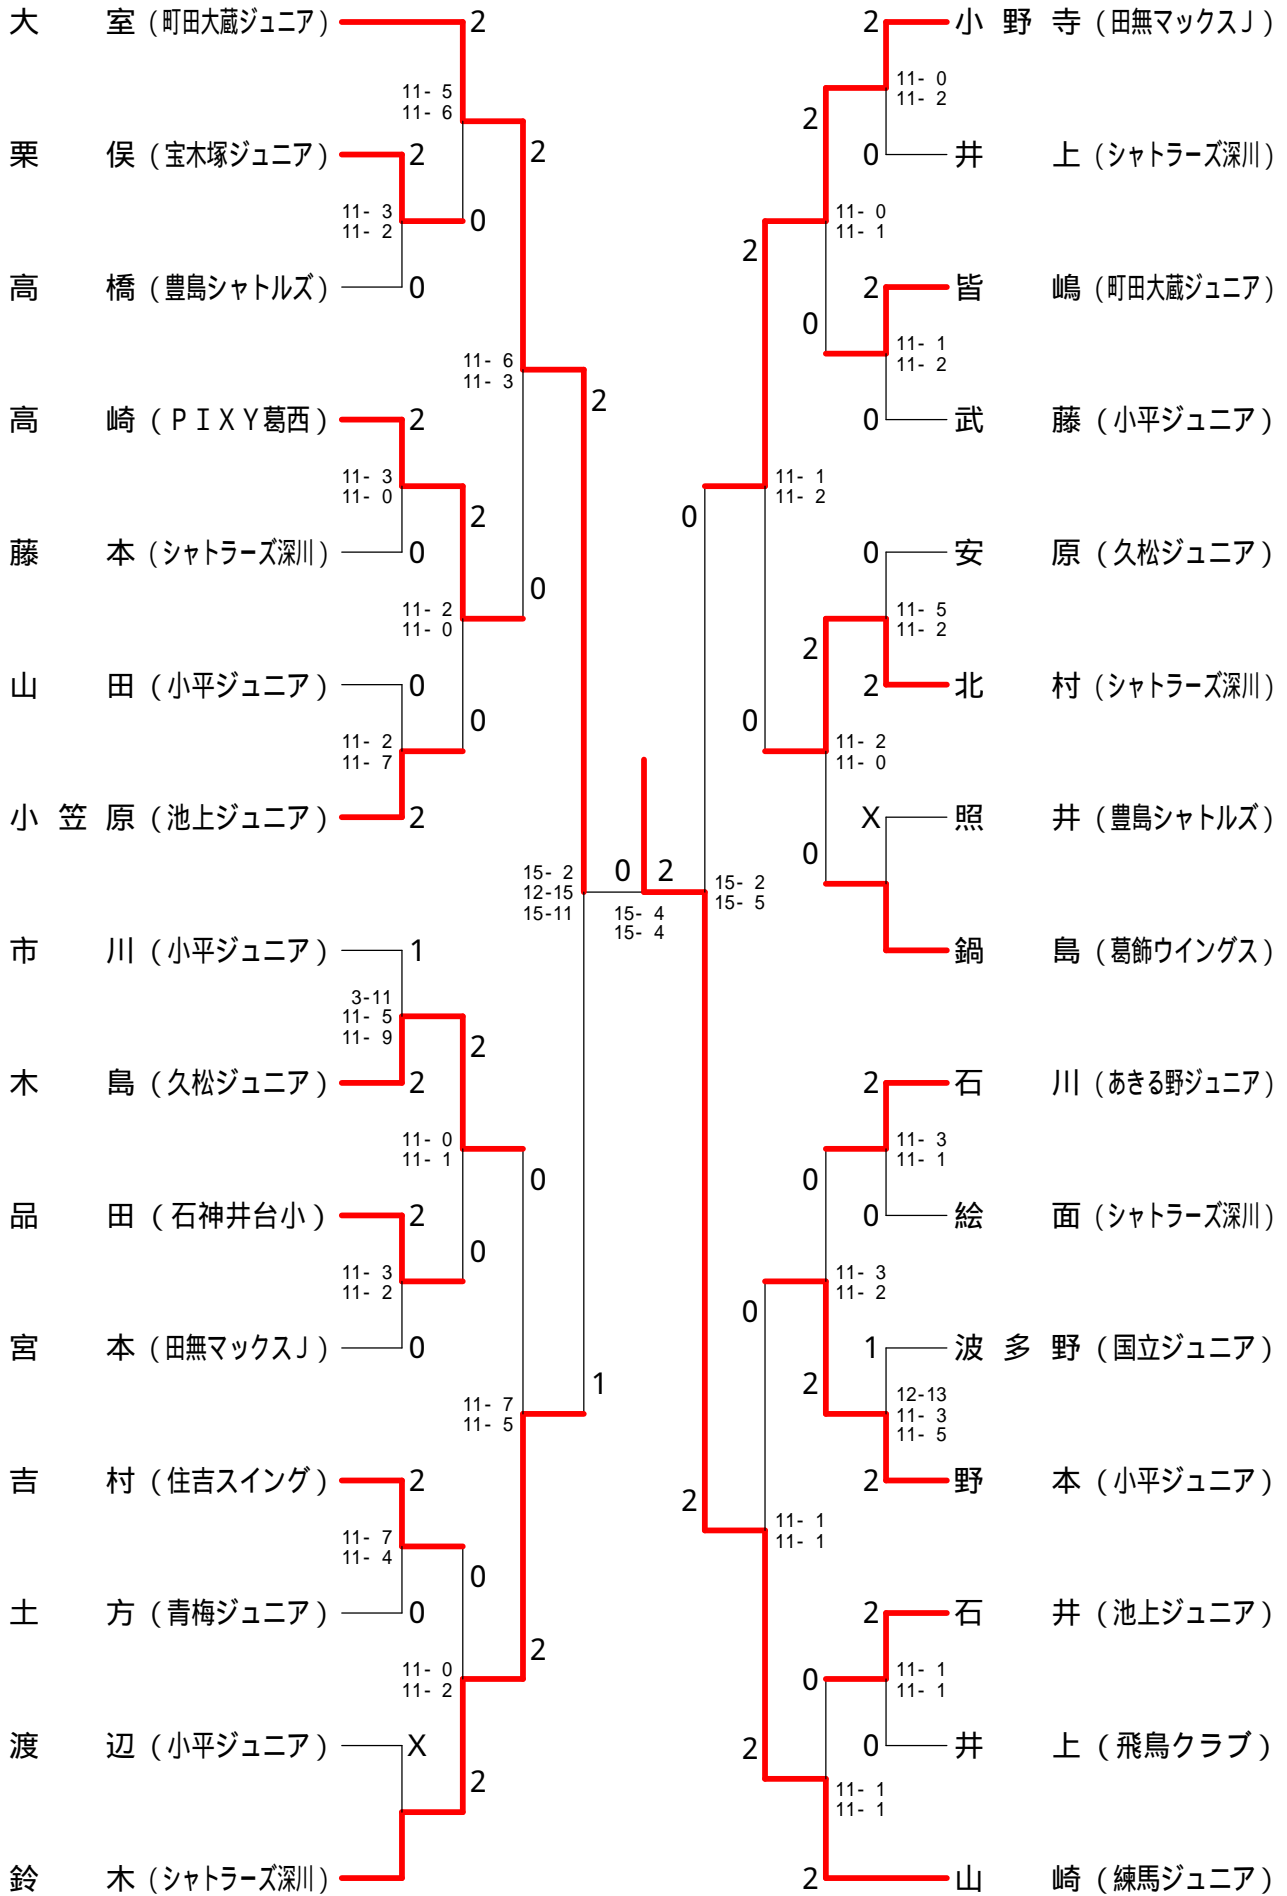 大 室 (町田大蔵ジュニア) 2
11- 5
11- 6
栗 俣 (宝木塚ジュニア) 2
2
11- 3
11- 2
0
高 橋 (豊島シャトルズ) 0
11- 6
11- 3
2
高 崎 (ＰＩＸＹ葛西) 2
11- 3
11- 0
2
藤 本 (シャトラーズ深川) 0
0
11- 2
11- 0
山 田 (小平ジュニア) 0
0
11- 2
11- 7
小 笠 原 (池上ジュニア) 2
15- 2
12-15
15-11
0 2
15- 4
15- 4
市 川 (小平ジュニア) 1
3-11
11- 5
11- 9
2
木 島 (久松ジュニア) 2
11- 0
11- 1
0
品 田 (石神井台小) 2
0
11- 3
11- 2
宮 本 (田無マックスＪ) 0
1
11- 7
11- 5
吉 村 (住吉スイング) 2
11- 7
11- 4
0
土 方 (青梅ジュニア) 0
2
11- 0
11- 2
渡 辺 (小平ジュニア) X
2
鈴 木 (シャトラーズ深川)
2 小 野 寺 (田無マックスＪ)
11- 0
11- 2
2
0 井 上 (シャトラーズ深川)
11- 0
11- 1
2
2 皆 嶋 (町田大蔵ジュニア)
0
11- 1
11- 2
0 武 藤 (小平ジュニア)
11- 1
11- 2
0
0 安 原 (久松ジュニア)
11- 5
11- 2
2
2 北 村 (シャトラーズ深川)
0
11- 2
11- 0
X 照 井 (豊島シャトルズ)
0
15- 2
15- 5
鍋 島 (葛飾ウイングス)
2 石 川 (あきる野ジュニア)
11- 3
11- 1
0
0 絵 面 (シャトラーズ深川)
11- 3
11- 2
0
1 波 多 野 (国立ジュニア)
2
12-13
11- 3
11- 5
2 野 本 (小平ジュニア)
2
11- 1
11- 1
2 石 井 (池上ジュニア)
0
11- 1
11- 1
0 井 上 (飛鳥クラブ)
2
11- 1
11- 1
2 山 崎 (練馬ジュニア)